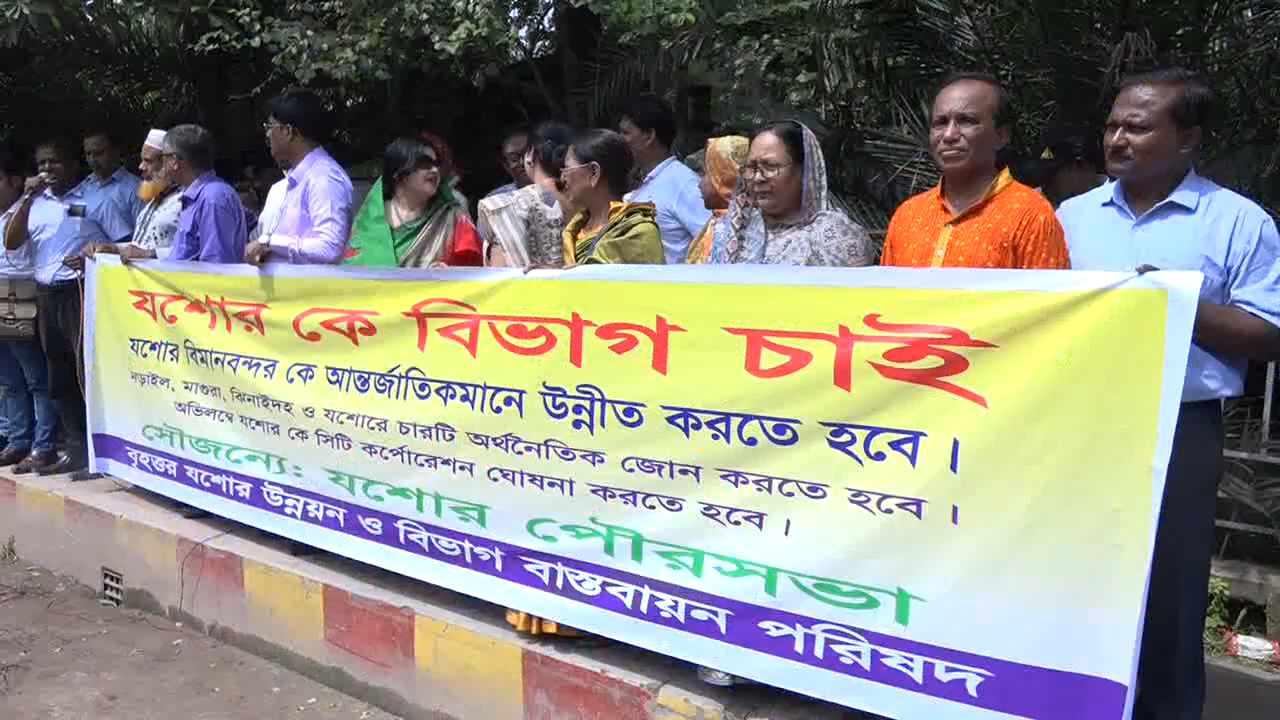 যশোর কে বিভাগ চাই
যশোর বিমানবন্দর কে আন্তর্জাতিকমানে উন্নীত করতে হবে।
নড়াইল, মাগুরা, ঝিনাইদহ ও যশোরে চারটি অর্থনৈতিক জোন করতে হবে।
অভিলম্বে যশোর কে সিটি কর্পোরেশন ঘোষনা করতে হবে।
সৌজন্যে: যশোর পৌরসভা
বৃহত্তর যশোর উন্নয়ন ও বিভাগ বাস্তবায়ন পরিষদ